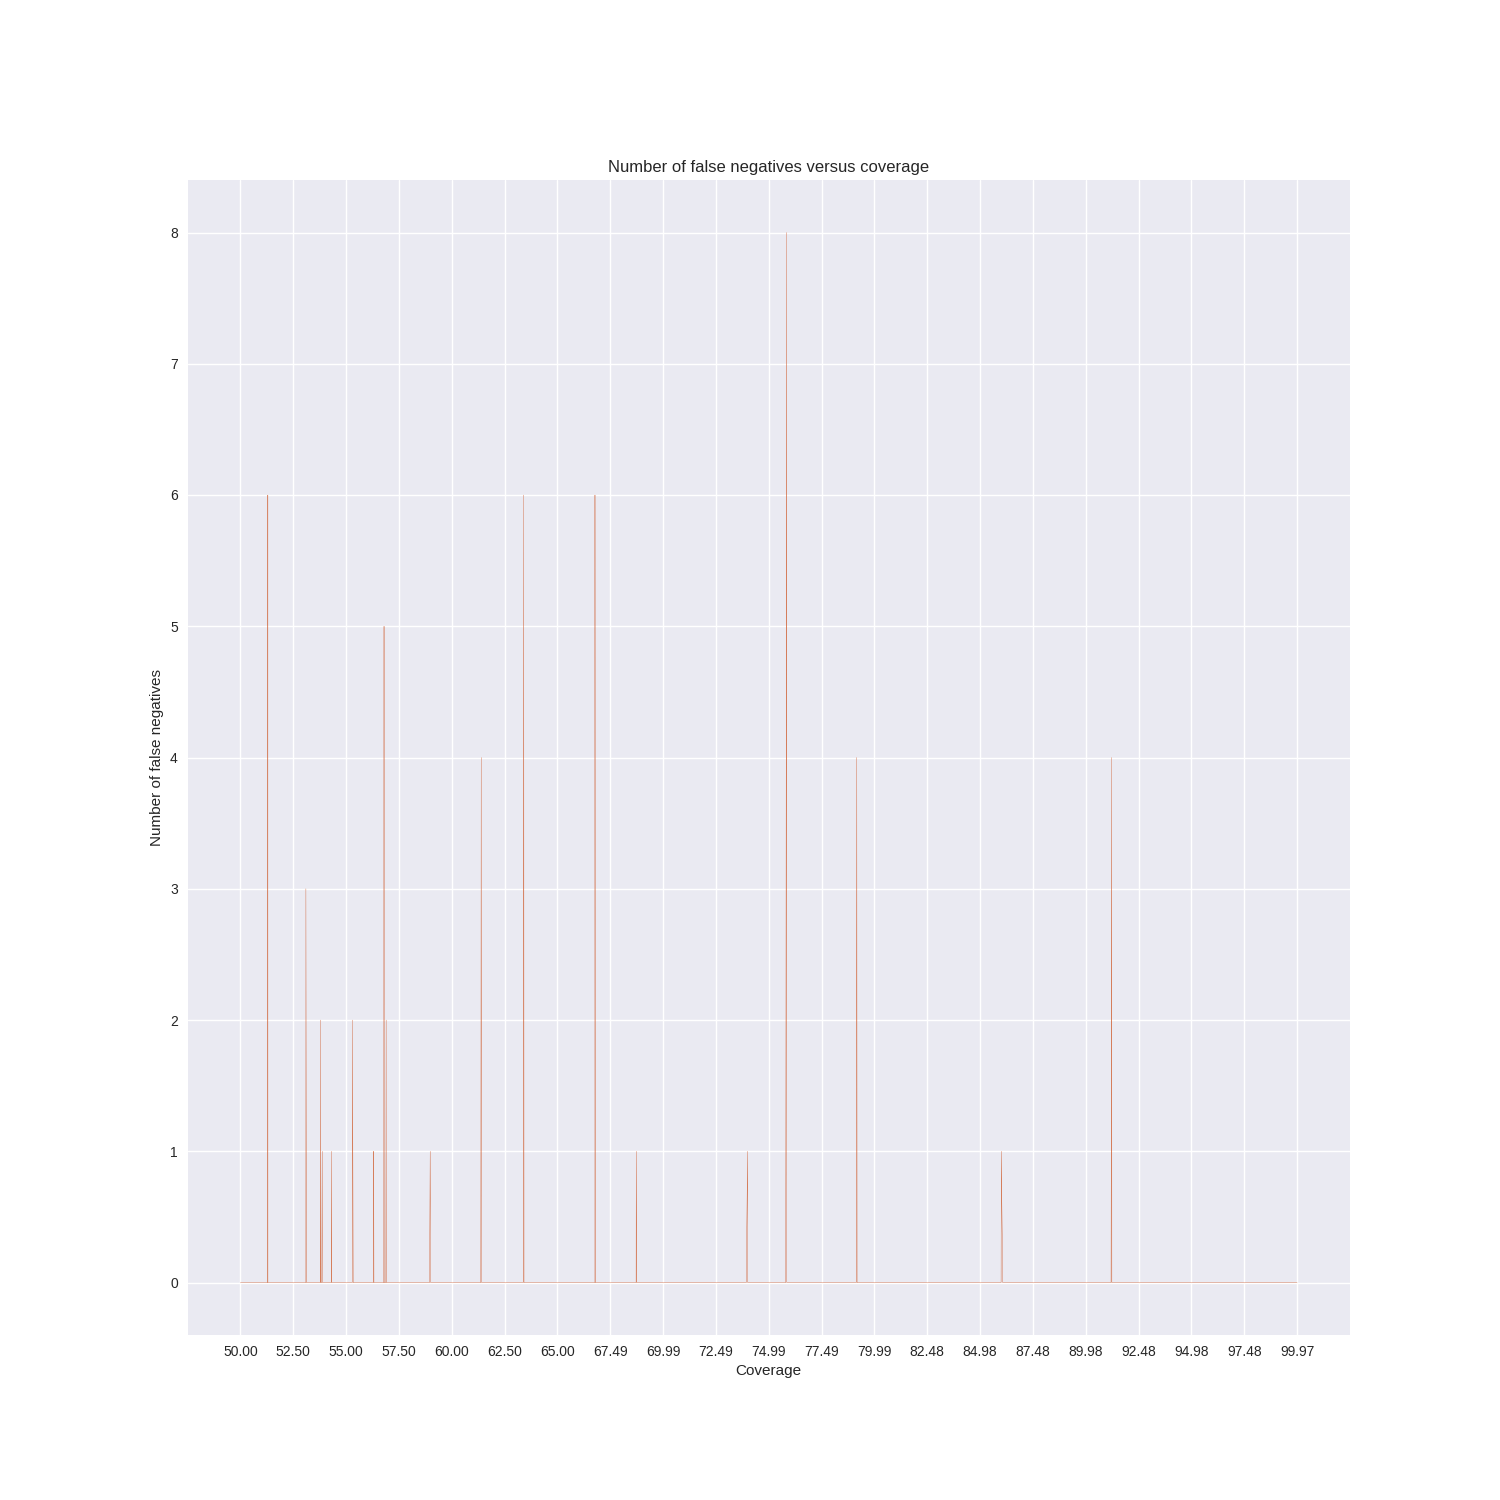 Number of false negatives versus coverage
8
7
6
5
4
3
2
1
0
Number of false negatives
50.00 52.50 55.00 57.50 60.00 62.50 65.00 67.49 69.99 72.49 74.99 77.49 79.99 82.48 84.98 87.48 89.98 92.48 94.98 97.48 99.97
Coverage